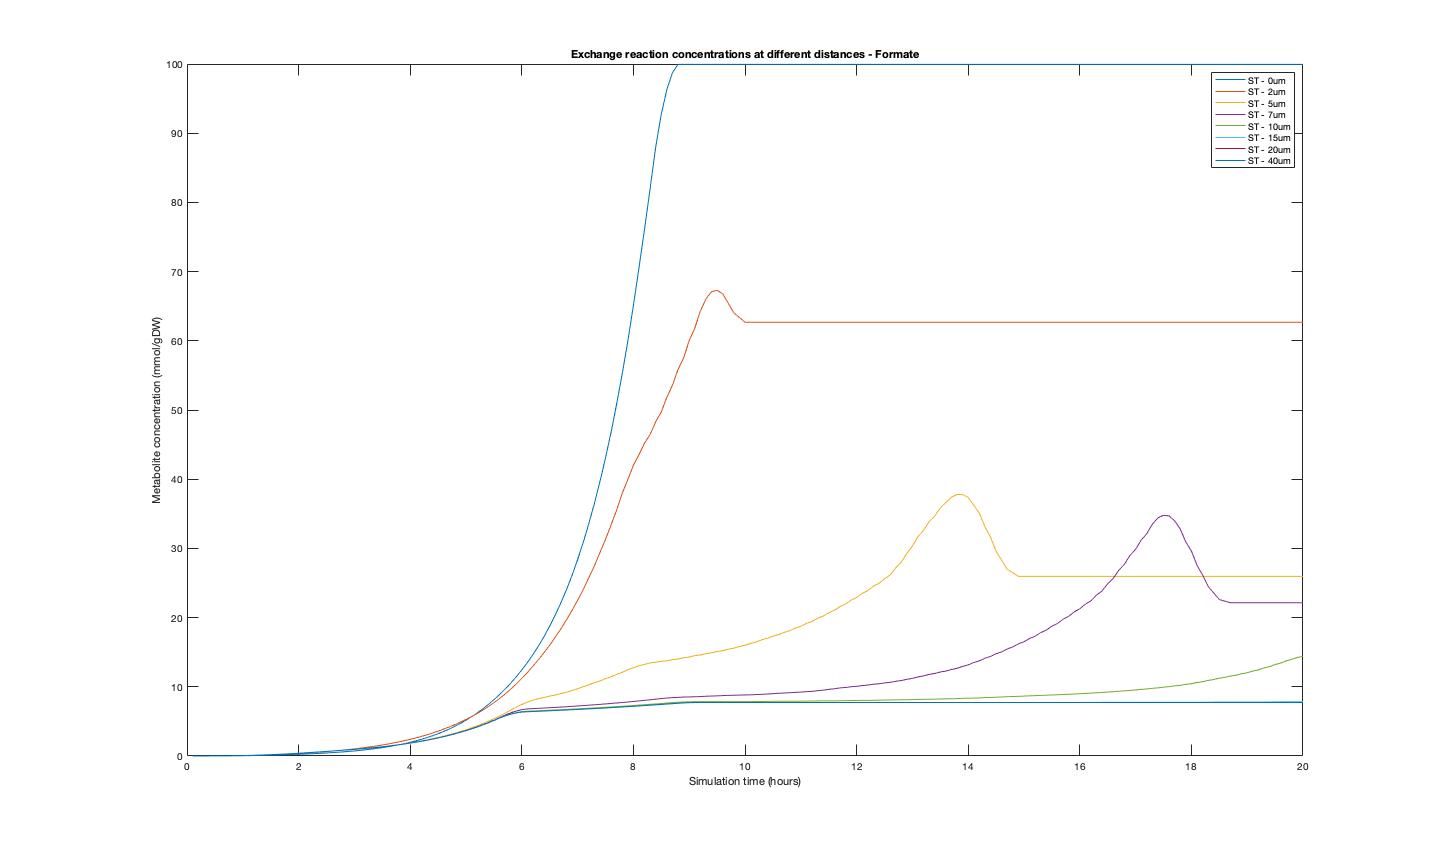 Exchange reaction concentrations at different distances - Formate
100
90
80
70
60
50
40
30
20
10
0
Metabolite concentration (mmol/gDW)
ST - 0um
ST - 2um
ST - 5um
ST - 7um
ST - 10um
ST - 15um
ST - 20um
ST - 40um
0 2 4 6 8 10 12 14 16 18 20
Simulation time (hours)